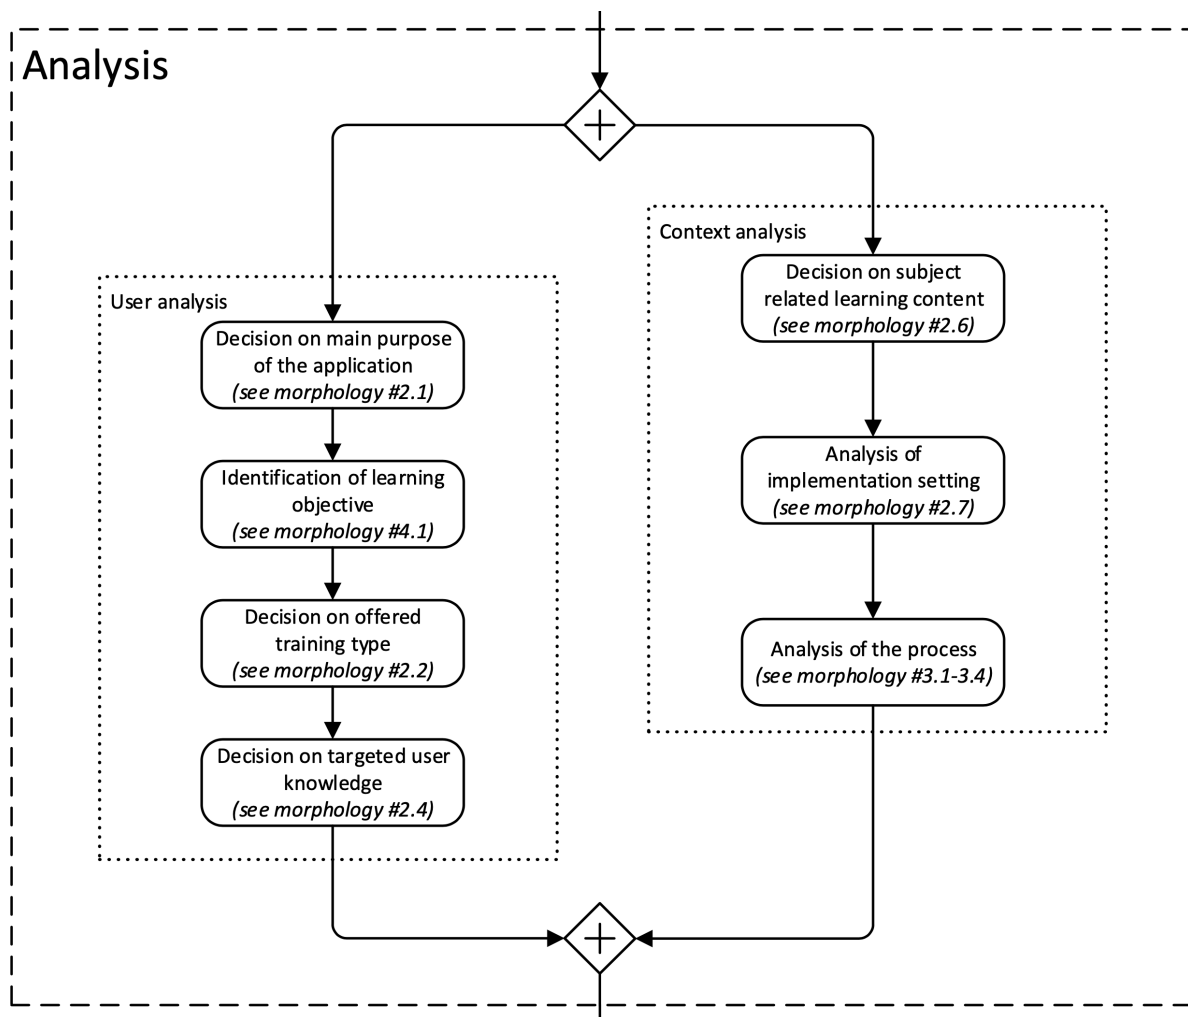 Analysis
User analysis
Decision on main purpose
of the application
(see morphology #2.1)
Identification of learning
objective
(see morphology #4.1)
Decision on offered
training type
(see morphology #2.2)
Decision on targeted user
knowledge
(see morphology #2.4)
Context analysis
Decision on subject
related learning content
(see morphology #2.6)
Analysis of
implementation setting
(see morphology #2.7)
Analysis of the process
(see morphology #3.1-3.4)